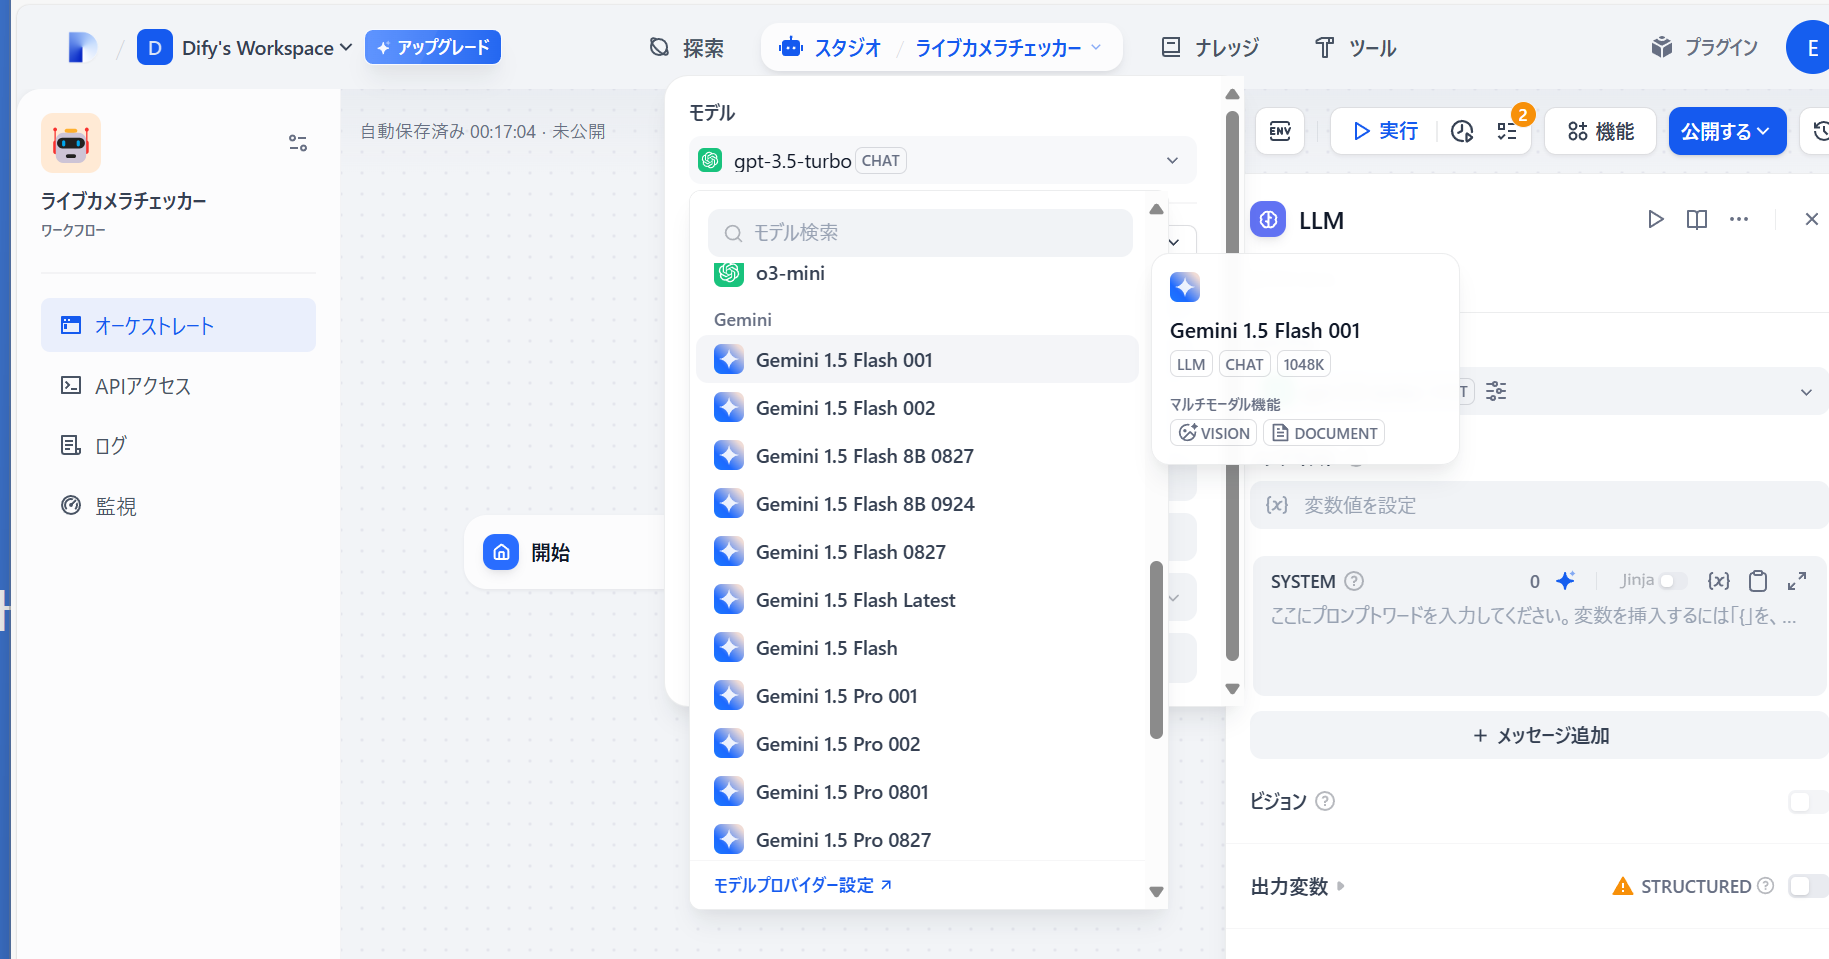 D Dify's Workspace アップグレード
探索
スタジオ / ライブカメラチェッカー
ナレッジ
ツール
プラグイン
E
ライブカメラチェッカー
ワークフロー
オーケストレート
APIアクセス
ログ
監視
自動保存済み 00:17:04 · 未公開
開始
モデル
gpt-3.5-turbo CHAT
モデル検索
o3-mini
Gemini
Gemini 1.5 Flash 001
Gemini 1.5 Flash 002
Gemini 1.5 Flash 8B 0827
Gemini 1.5 Flash 8B 0924
Gemini 1.5 Flash 0827
Gemini 1.5 Flash Latest
Gemini 1.5 Flash
Gemini 1.5 Pro 001
Gemini 1.5 Pro 002
Gemini 1.5 Pro 0801
Gemini 1.5 Pro 0827
モデルプロバイダー設定
Gemini 1.5 Flash 001
LLM CHAT 1048K
マルチモーダル機能
VISION DOCUMENT
ENV
実行
2
機能
公開する
LLM
T
{x} 変数値を設定
SYSTEM 0 Jinja {x}
ここにプロンプトワードを入力してください。変数を挿入するには「{」を、...
+ メッセージ追加
ビジョン
出力変数
STRUCTURED